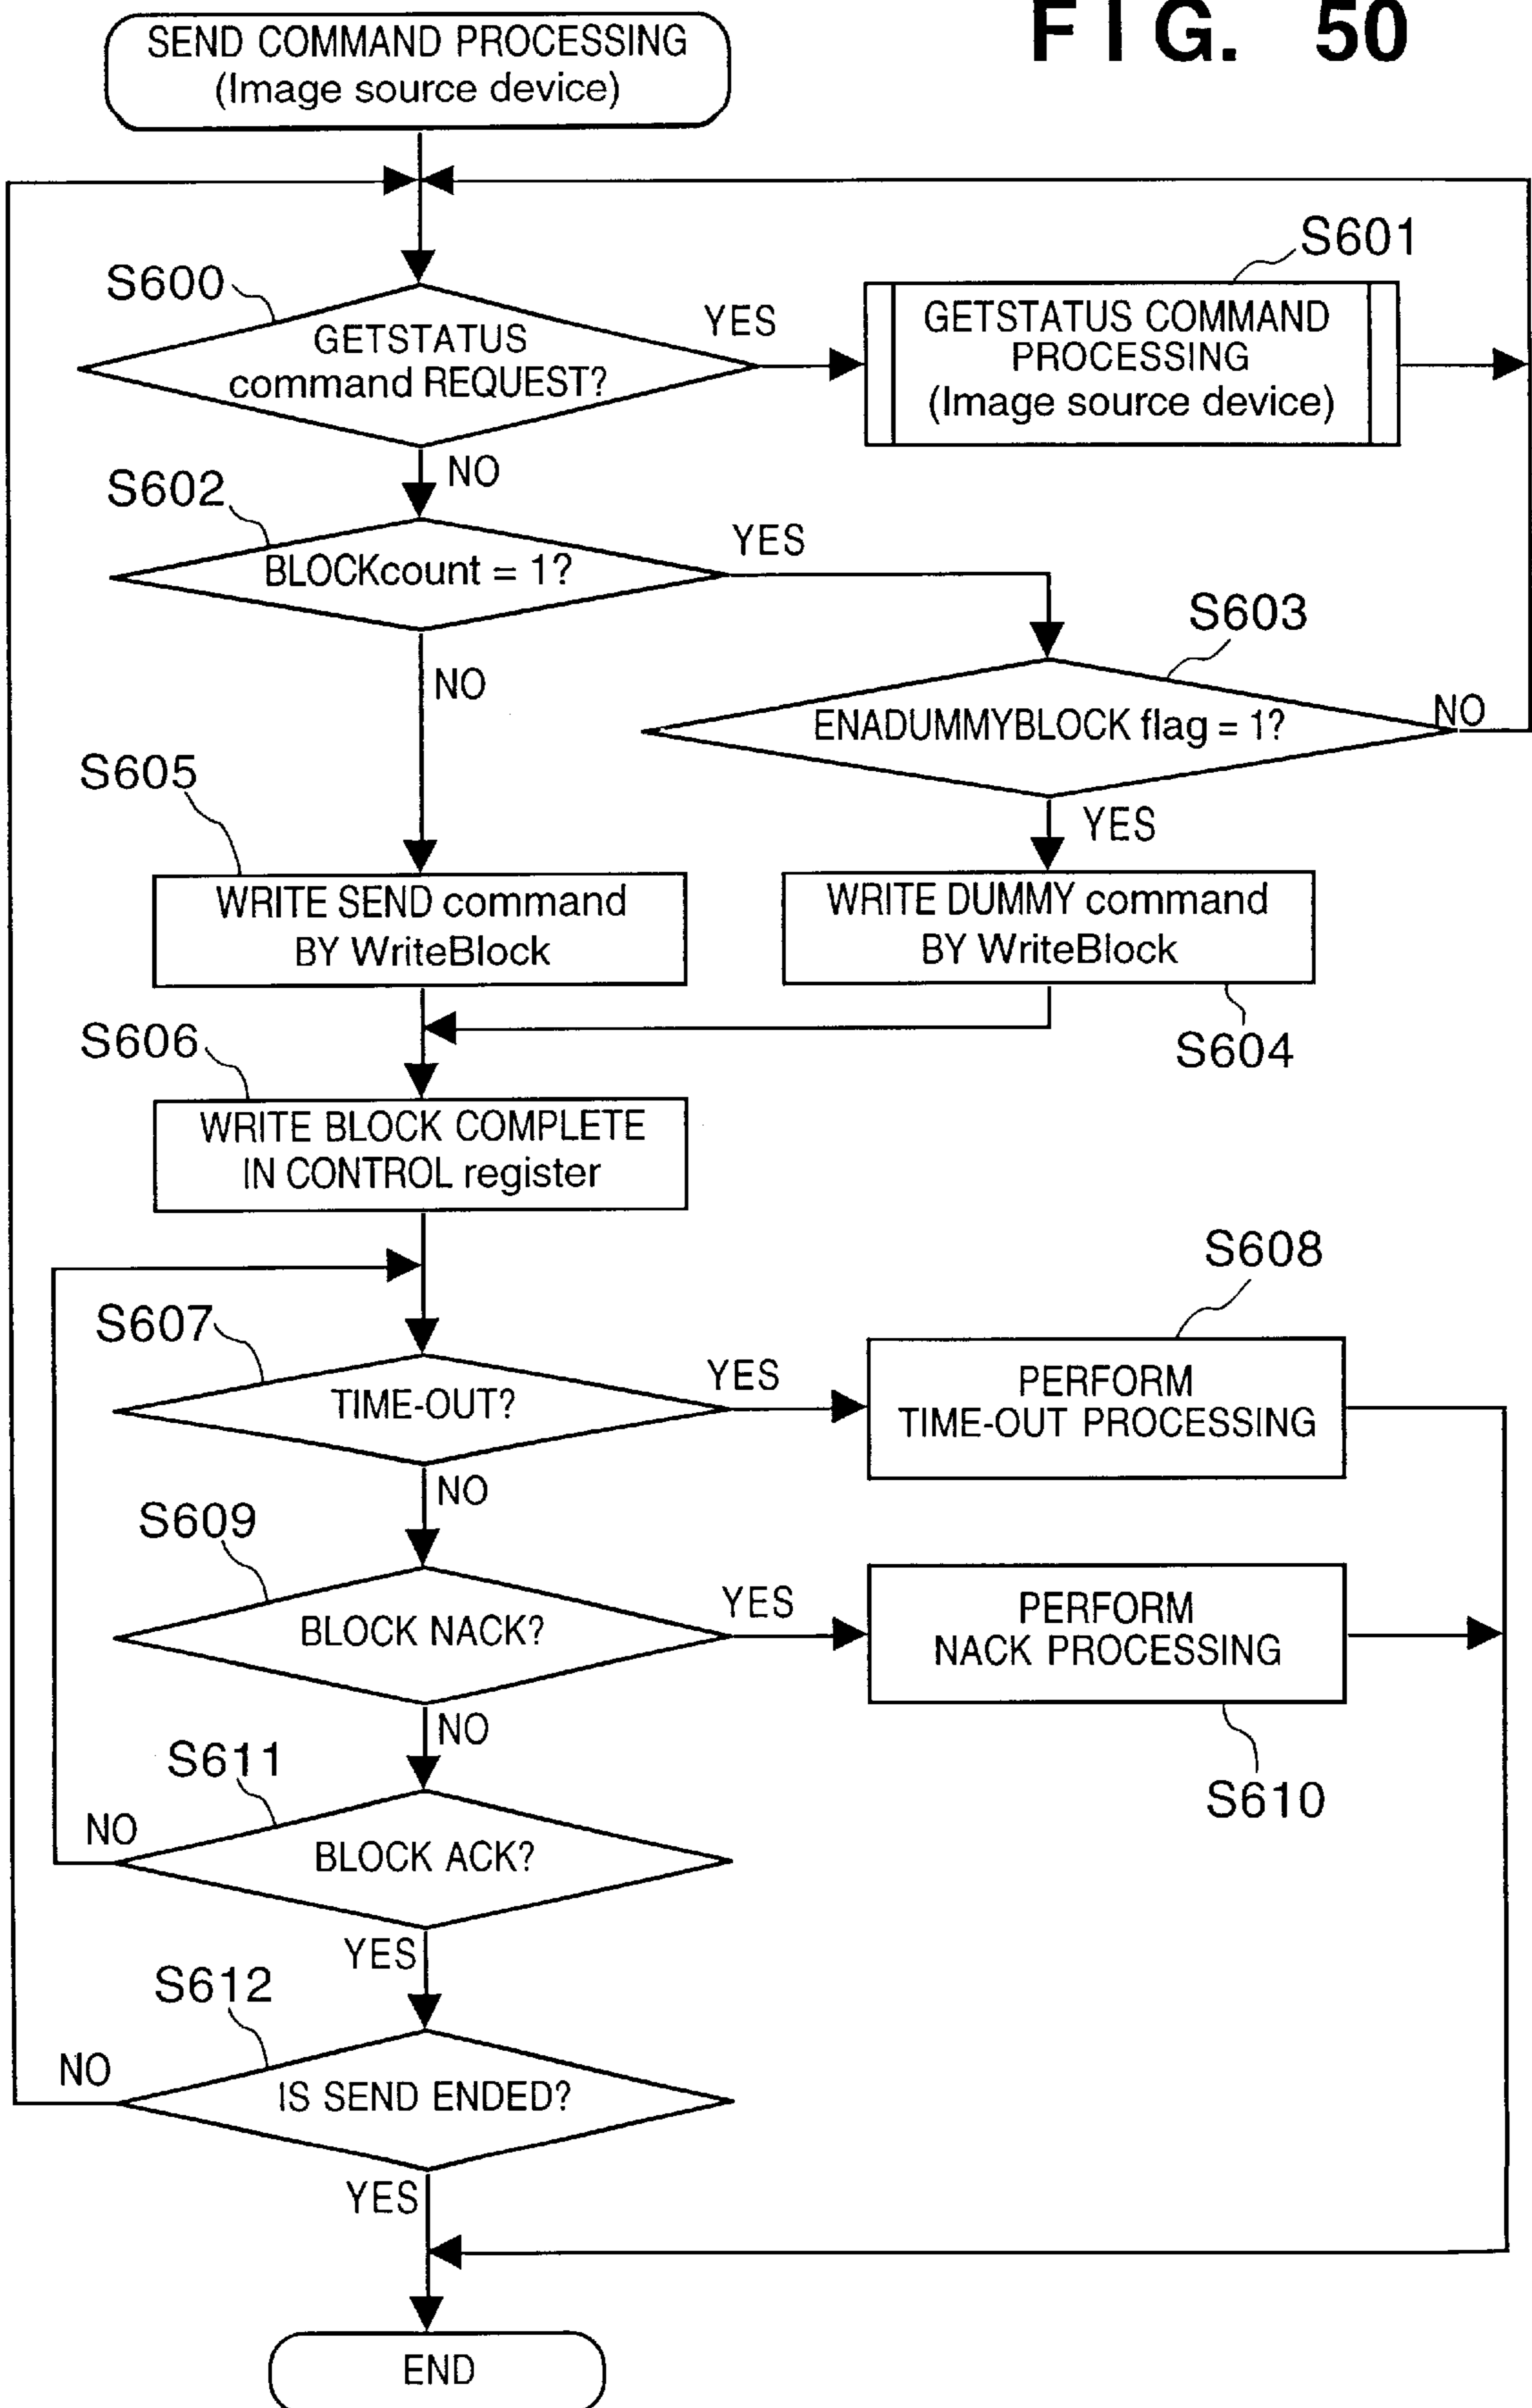 FIG. 50
SEND COMMAND PROCESSING
(Image source device)
S600
GETSTATUS
command REQUEST?
YES
NO
S601
GETSTATUS COMMAND
PROCESSING
(Image source device)
S602
BLOCKcount = 1?
YES
NO
S603
ENADUMMYBLOCK flag = 1?
NO
YES
S605
WRITE SEND command
BY WriteBlock
WRITE DUMMY command
BY WriteBlock
S604
S606
WRITE BLOCK COMPLETE
IN CONTROL register
S607
TIME-OUT?
YES
NO
S608
PERFORM
TIME-OUT PROCESSING
S609
BLOCK NACK?
YES
NO
PERFORM
NACK PROCESSING
S610
S611
BLOCK ACK?
NO
YES
S612
IS SEND ENDED?
NO
YES
END